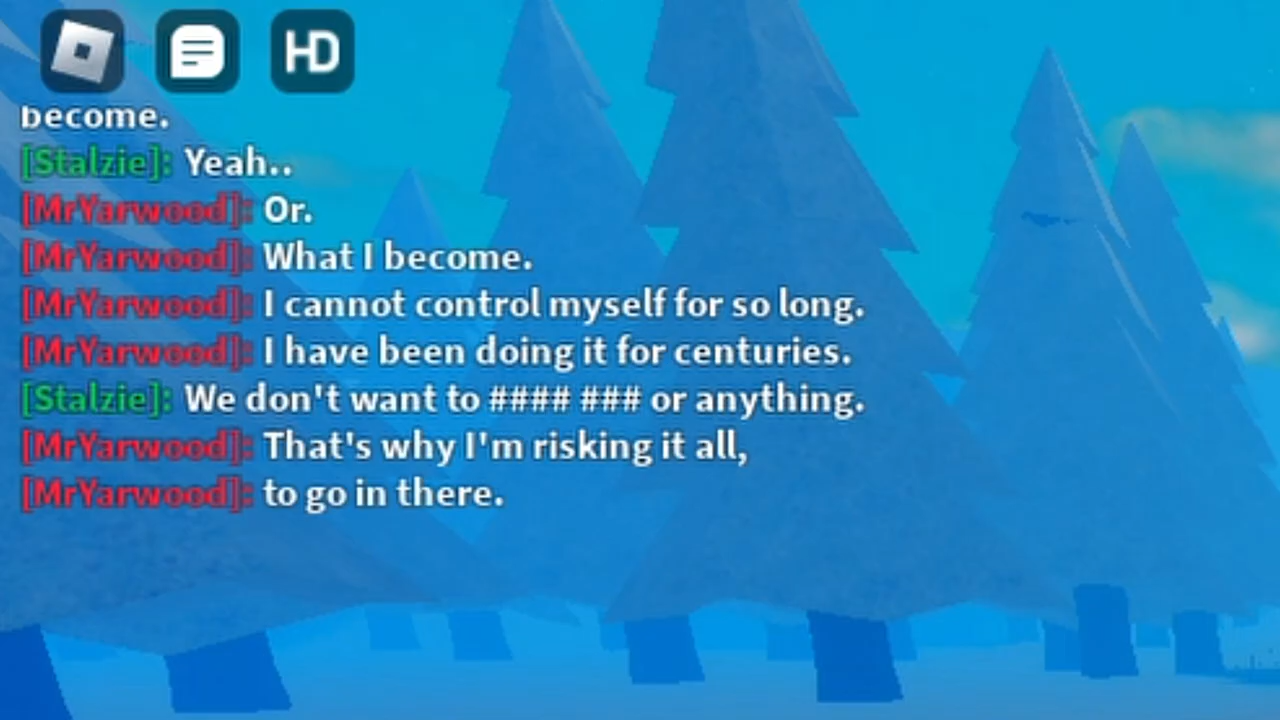 HD
become.
[Stalzie]: Yeah..
[MrYarwood]: Or.
[MrYarwood]: What I become.
[MrYarwood]: I cannot control myself for so long.
[MrYarwood]: I have been doing it for centuries.
[Stalzie]: We don't want to #### ### or anything.
[MrYarwood]: That's why I'm risking it all,
[MrYarwood]: to go in there.